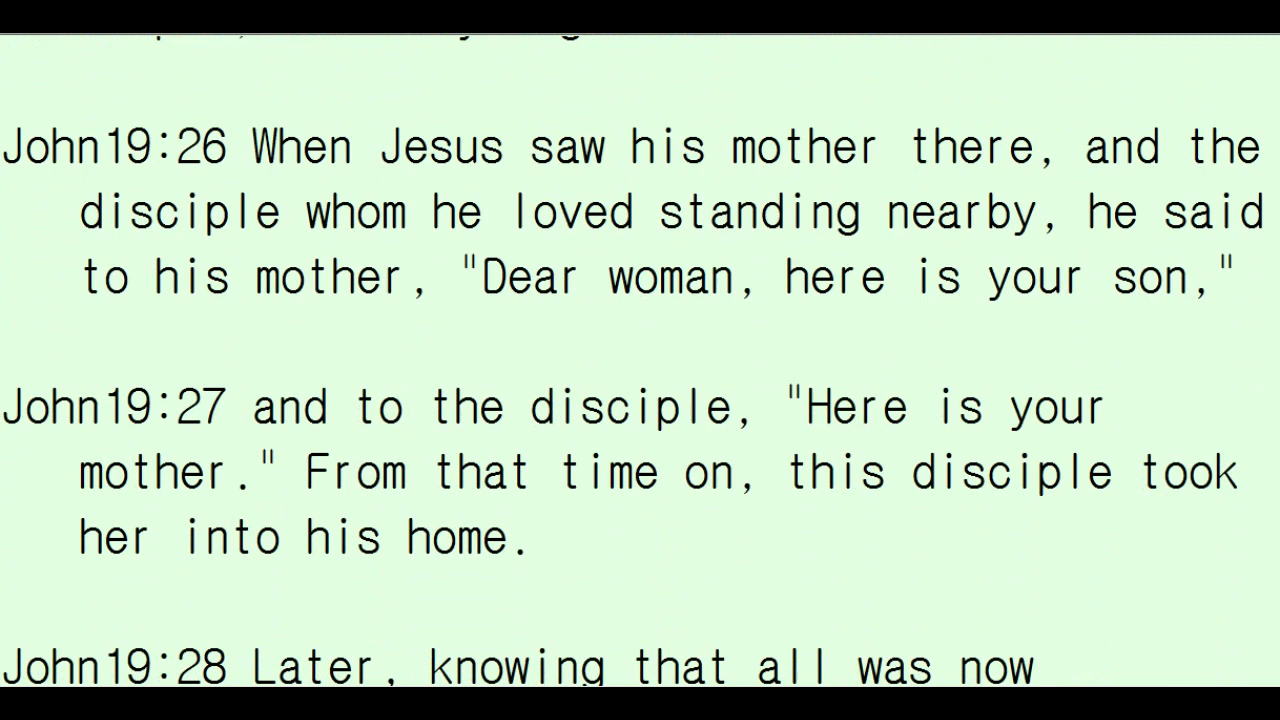 John19:26 When Jesus saw his mother there, and the
disciple whom he loved standing nearby, he said
to his mother, "Dear woman, here is your son,"
John19:27 and to the disciple, "Here is your
mother." From that time on, this disciple took
her into his home.
John19:28 Later, knowing that all was now